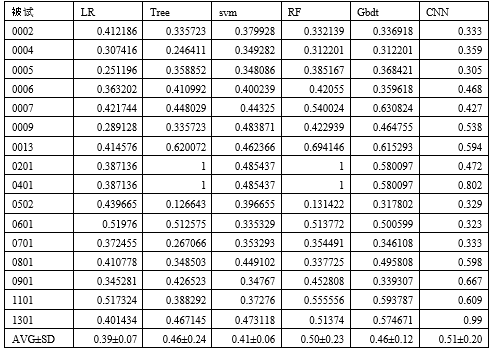 被试 LR Tree svm RF Gbdt CNN
0002 0.412186 0.335723 0.379928 0.332139 0.336918 0.333
0004 0.307416 0.246411 0.349282 0.312201 0.312201 0.359
0005 0.251196 0.358852 0.348086 0.385167 0.368421 0.305
0006 0.363202 0.410992 0.400239 0.42055 0.359618 0.468
0007 0.421744 0.448029 0.44325 0.540024 0.630824 0.427
0009 0.289128 0.335723 0.483871 0.422939 0.464755 0.538
0013 0.414576 0.620072 0.462366 0.694146 0.615293 0.594
0201 0.387136 1 0.485437 1 0.580097 0.472
0401 0.387136 1 0.485437 1 0.580097 0.802
0502 0.439665 0.126643 0.396655 0.131422 0.317802 0.329
0601 0.51976 0.512575 0.335329 0.513772 0.500599 0.323
0701 0.372455 0.267066 0.353293 0.354491 0.346108 0.333
0801 0.410778 0.348503 0.449102 0.337725 0.495808 0.598
0901 0.345281 0.426523 0.34767 0.452808 0.339307 0.667
1101 0.517324 0.388292 0.37276 0.555556 0.593787 0.609
1301 0.401434 0.467145 0.473118 0.51374 0.574671 0.99
AVG±SD 0.39±0.07 0.46±0.24 0.41±0.06 0.50±0.23 0.46±0.12 0.51±0.20